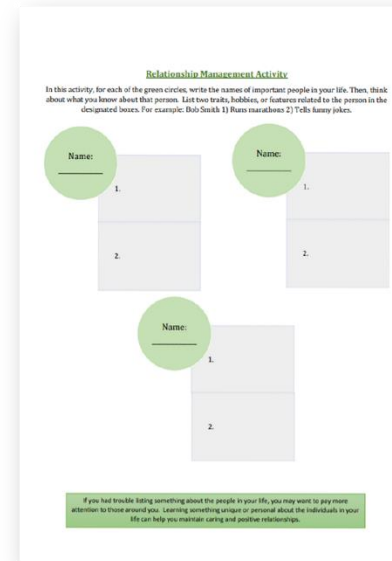 Relationship Management Activity
In this activity, for each of the green circles, write the names of important people in your life. Then, think
about what you know about that person. List two traits, hobbies, or features related to the person in the
designated boxes. For example: Bob Smith 1) Runs marathons 2) Tells funny jokes.
Name:
1.
2.
Name:
1.
2.
Name:
1.
2.
If you had trouble listing something about the people in your life, you may want to pay more
attention to those around you. Learning something unique or personal about the individuals in your
life can help you maintain caring and positive relationships.